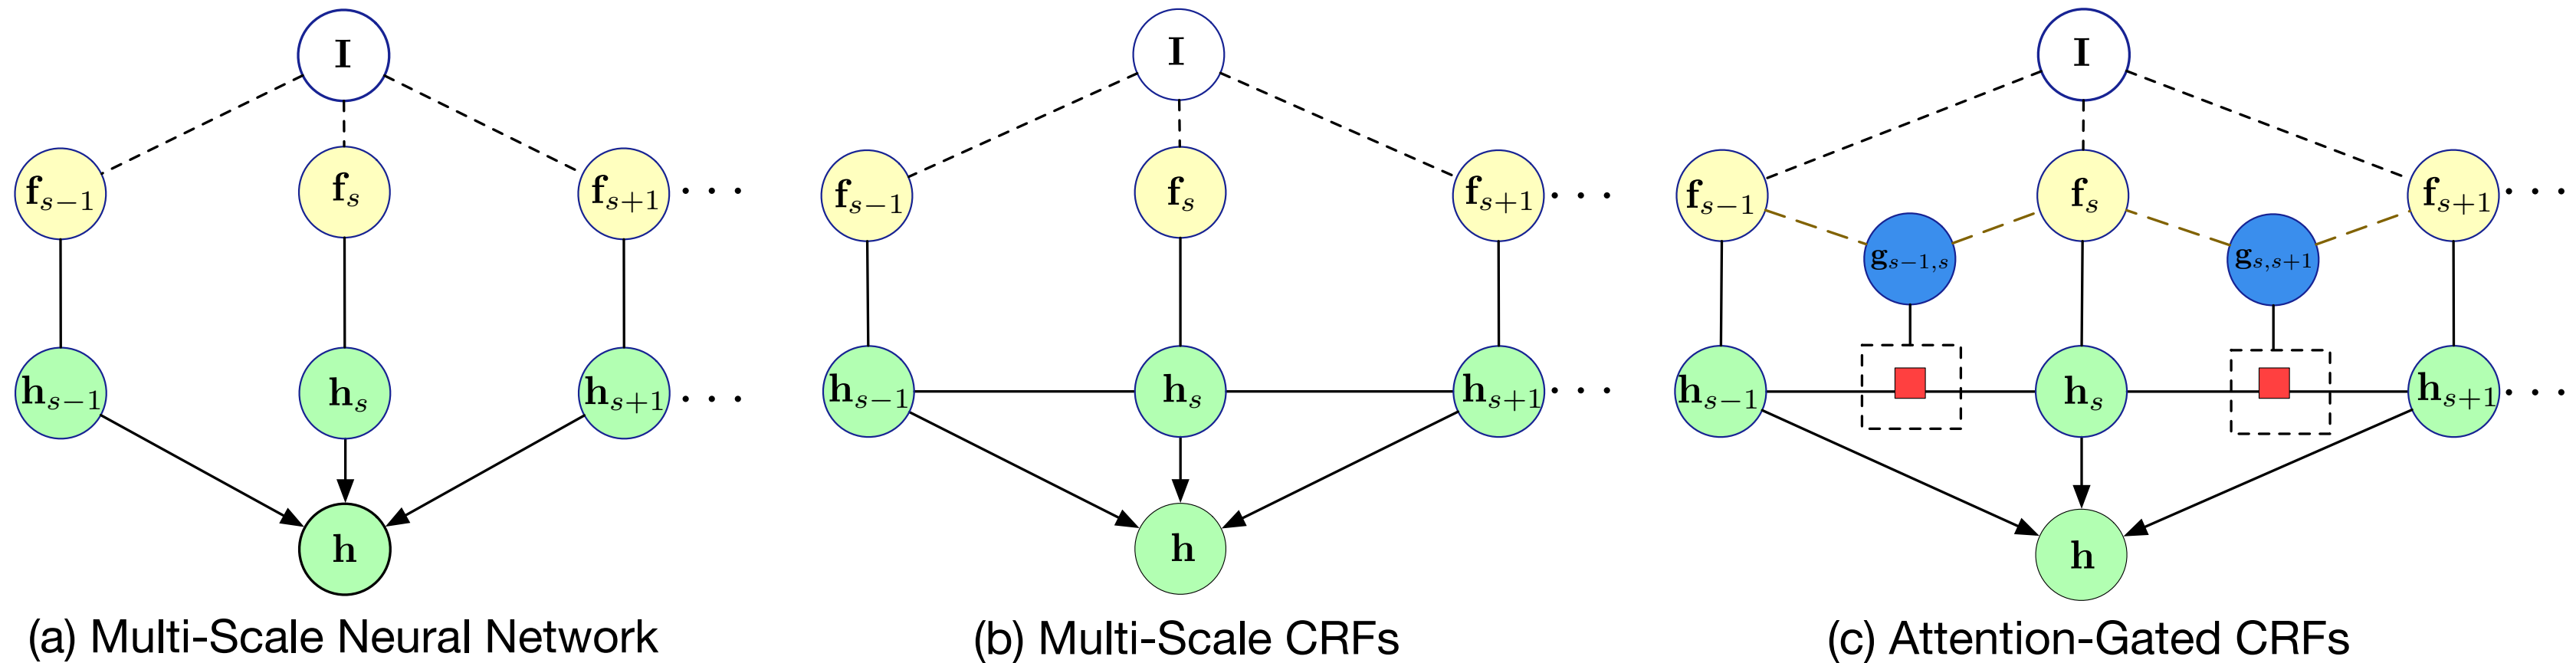 I I I
f_{s-1} f_s f_{s+1} ... f_{s-1} f_s f_{s+1} ... f_{s-1} f_s f_{s+1} ...
g_{s-1,s} g_{s,s+1}
h_{s-1} h_s h_{s+1} ... h_{s-1} h_s h_{s+1} ... h_{s-1} h_s h_{s+1} ...
h h h
(a) Multi-Scale Neural Network (b) Multi-Scale CRFs (c) Attention-Gated CRFs